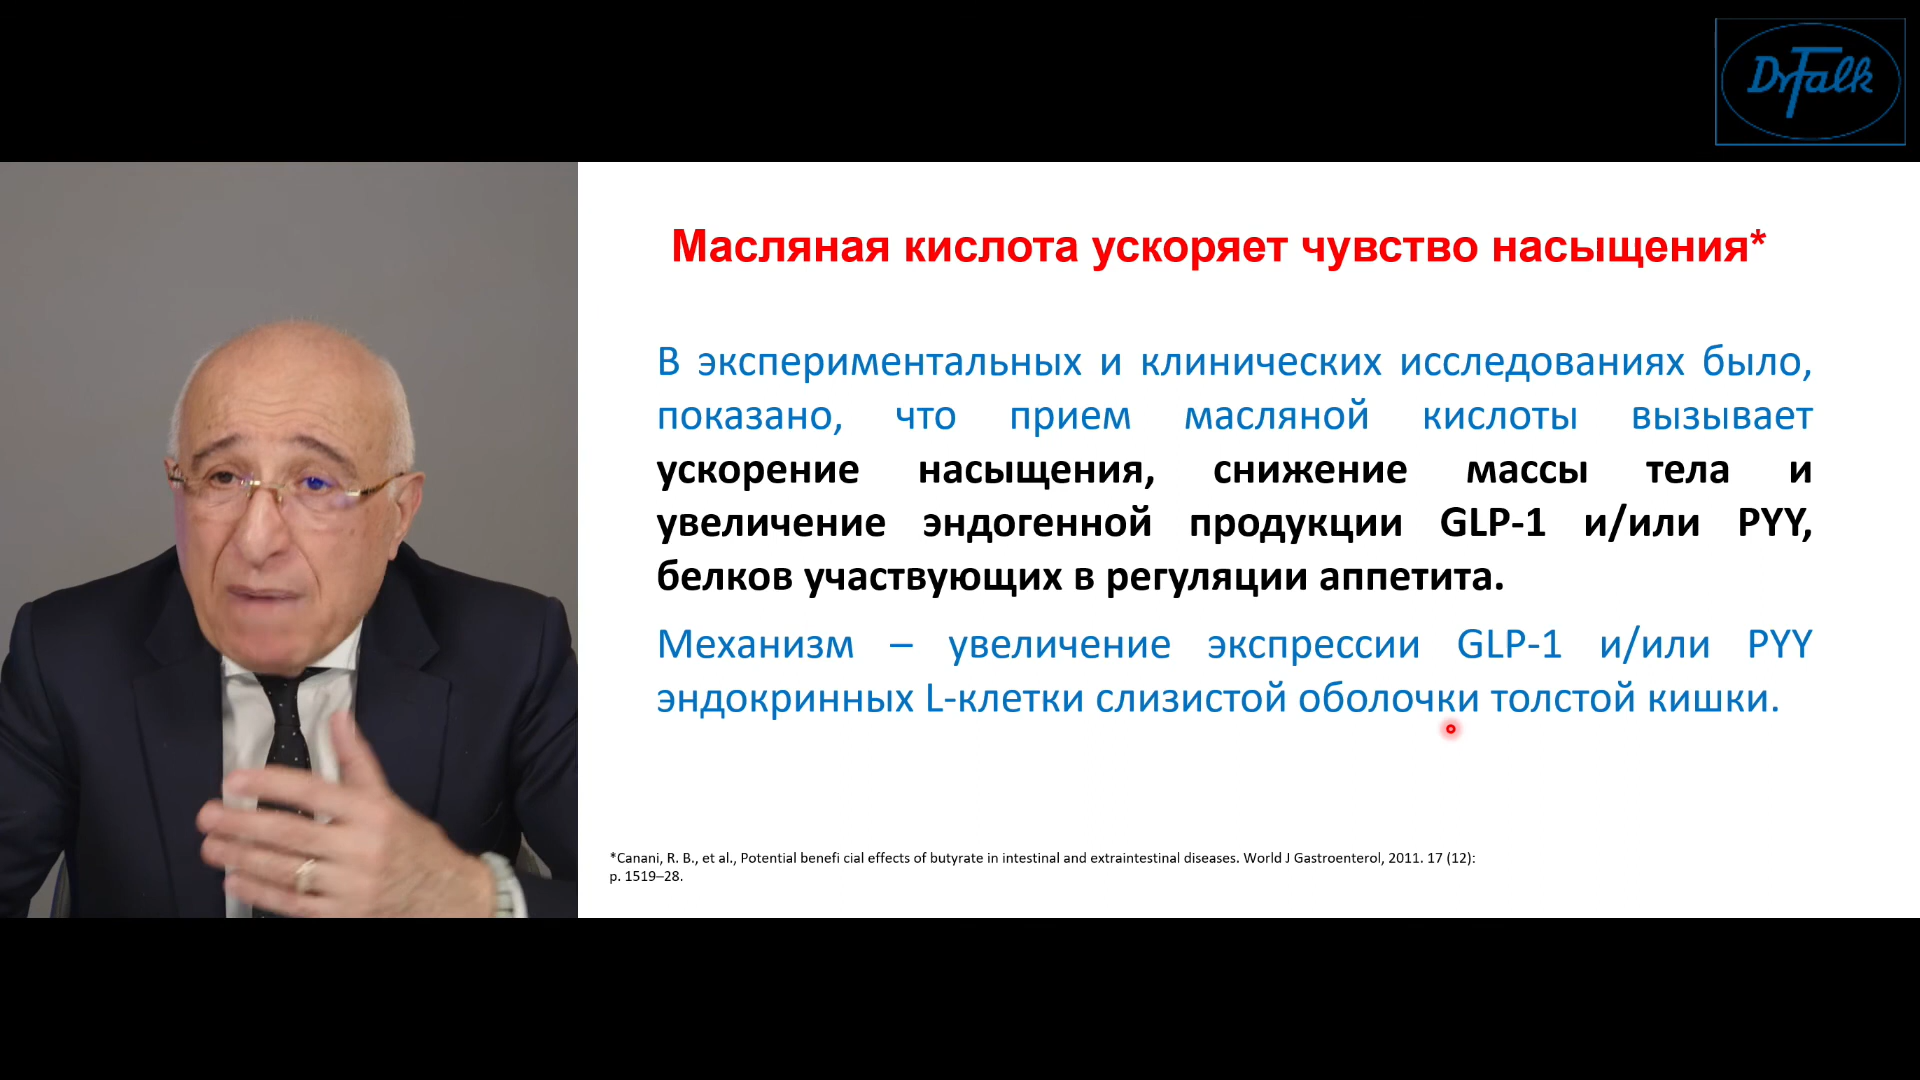 Dr Falk
Масляная кислота ускоряет чувство насыщения*
В экспериментальных и клинических исследованиях было,
показано, что прием масляной кислоты вызывает
ускорение насыщения, снижение массы тела и
увеличение эндогенной продукции GLP-1 и/или PYY,
белков участвующих в регуляции аппетита.
Механизм – увеличение экспрессии GLP-1 и/или PYY
эндокринных L-клетки слизистой оболочки толстой кишки.
*Canani, R. B., et al., Potential benefi cial effects of butyrate in intestinal and extraintestinal diseases. World J Gastroenterol, 2011. 17 (12):
p. 1519–28.